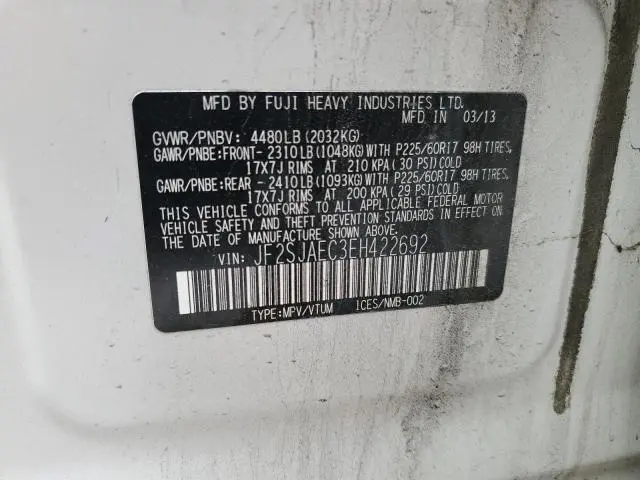 MFD BY FUJI HEAVY INDUSTRIES LTD.
MFD IN 03/13
GVWR/PNBV: 4480LB (2032KG)
GAWR/PNBE:FRONT-2310LB(1048KG)WITH P225/60R17 98H TIRES,
17X7J RIMS AT 210 KPA (30 PSI)COLD
GAWR/PNBE:REAR -2410LB(1093KG)WITH P225/60R17 98H TIRES,
17X7J RIMS AT 200 KPA (29 PSI)COLD
THIS VEHICLE CONFORMS TO ALL APPLICABLE FEDERAL MOTOR
VEHICLE SAFETY AND THEFT PREVENTION STANDARDS IN EFFECT ON
THE DATE OF MANUFACTURE SHOWN ABOVE.
VIN: JF2SJAEC3EH422692
TYPE:MPV/VTUM ICES/NMB-002